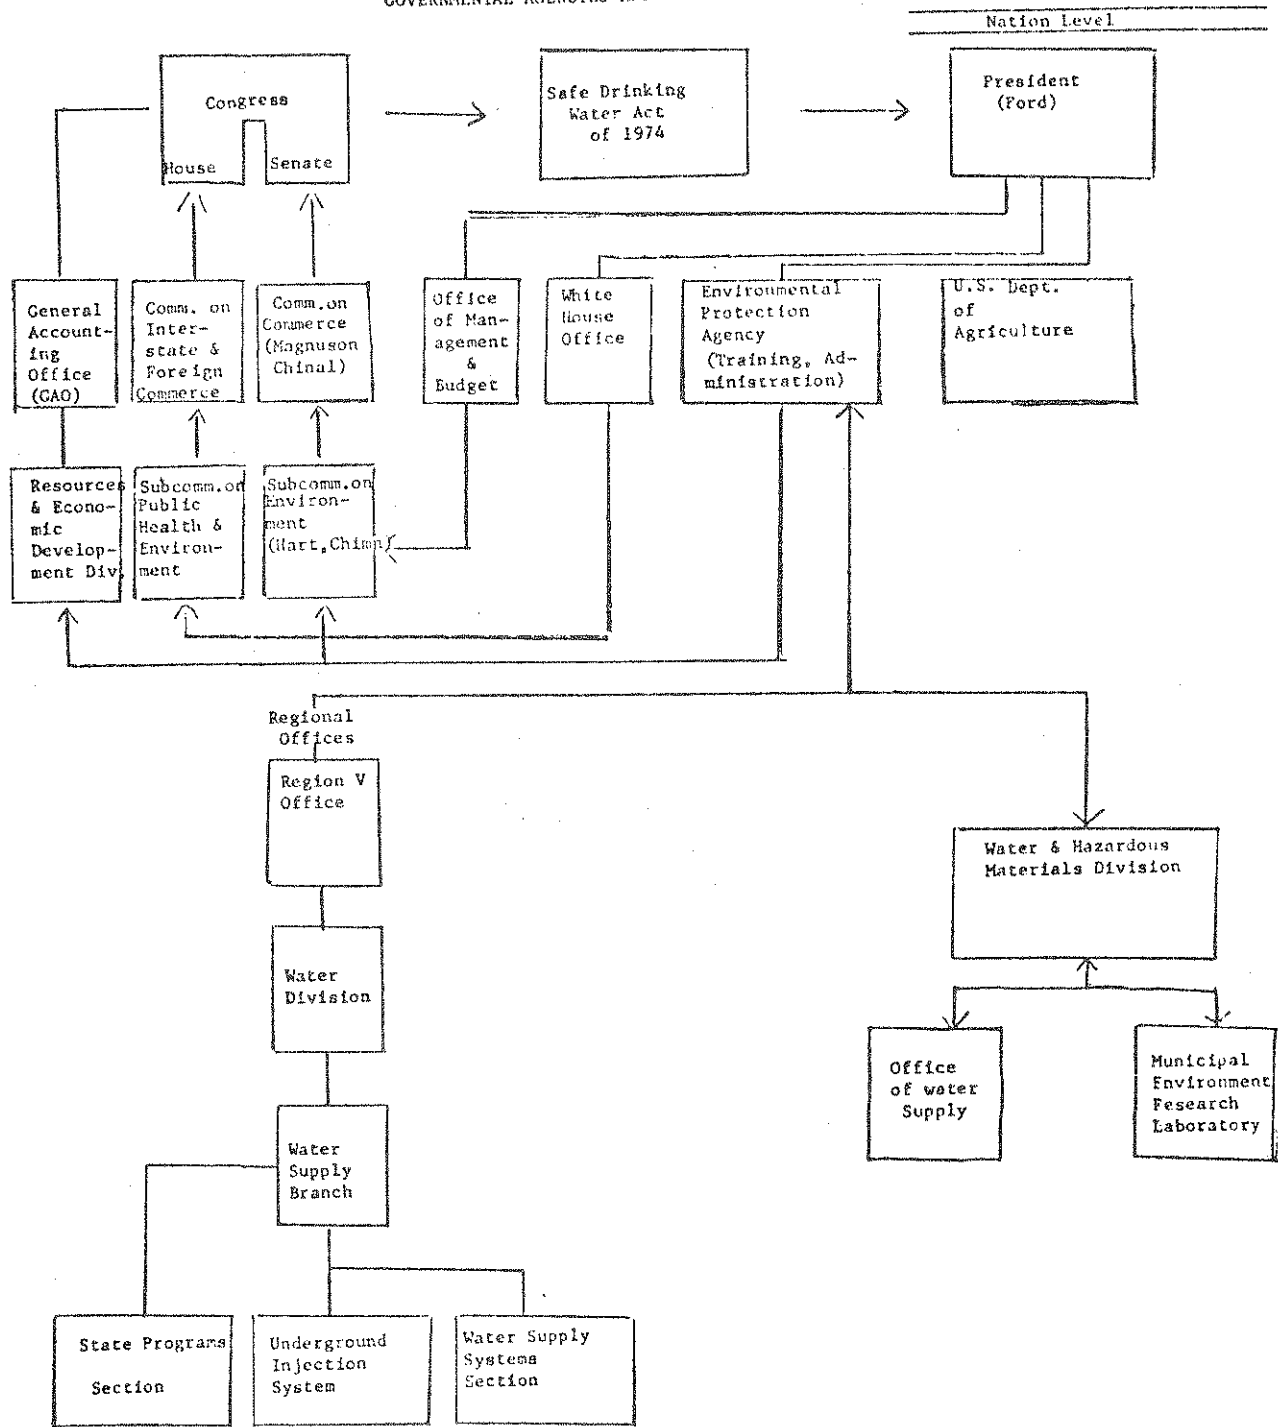 GOVERNMENTAL AGENCIES
Nation Level
Congress
House
Senate
Safe Drinking
Water Act
of 1974
President
(Ford)
General
Account-
ing
Office
(GAO)
Comm. on
Inter-
state &
Foreign
Commerce
Comm.on
Commerce
(Magnuson
Chinal)
Office
of Man-
agement
&
Budget
White
House
Office
Environmental
Protection
Agency
(Training, Ad-
ministration)
U.S. Dept.
of
Agriculture
Resources
& Econo-
mic
Develop-
ment Div.
Subcomm.on
Public
Health &
Environ-
ment
Subcomm.on
Environ-
ment
(Hart,Chimn)
Regional
Offices
Region V
Office
Water & Hazardous
Materials Division
Water
Division
Office
of water
Supply
Municipal
Environment
Research
Laboratory
Water
Supply
Branch
State Programs
Section
Underground
Injection
System
Water Supply
Systems
Section